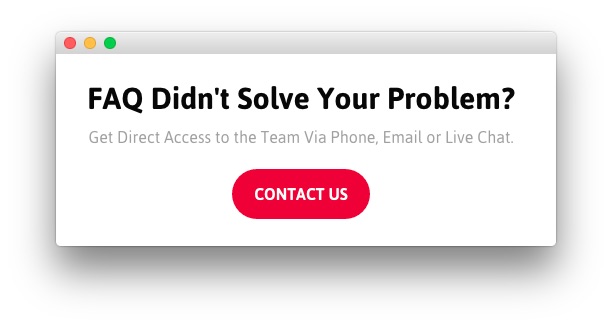 FAQ Didn't Solve Your Problem?
Get Direct Access to the Team Via Phone, Email or Live Chat.
CONTACT US